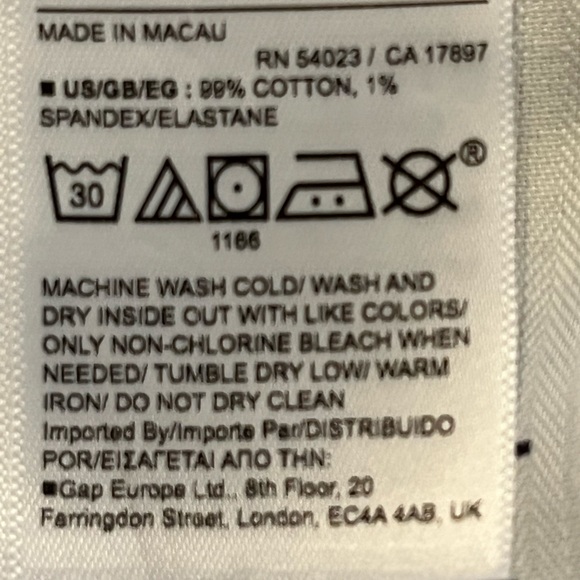 MADE IN MACAU
RN 54023 / CA 17897
■ US/GB/EG : 99% COTTON, 1%
SPANDEX/ELASTANE
30
®
1166
MACHINE WASH COLD/ WASH AND
DRY INSIDE OUT WITH LIKE COLORS/
ONLY NON-CHLORINE BLEACH WHEN
NEEDED/ TUMBLE DRY LOW/ WARM
IRON/ DO NOT DRY CLEAN
Imported By/Importe Par/DISTRIBUIDO
POR/ΕΙΣΑΓΕΤΑΙ ΑΠΟ ΤΗΝ:
■Gap Europe Ltd., 8th Floor, 20
Farringdon Street, London, EC4A 4AB, UK